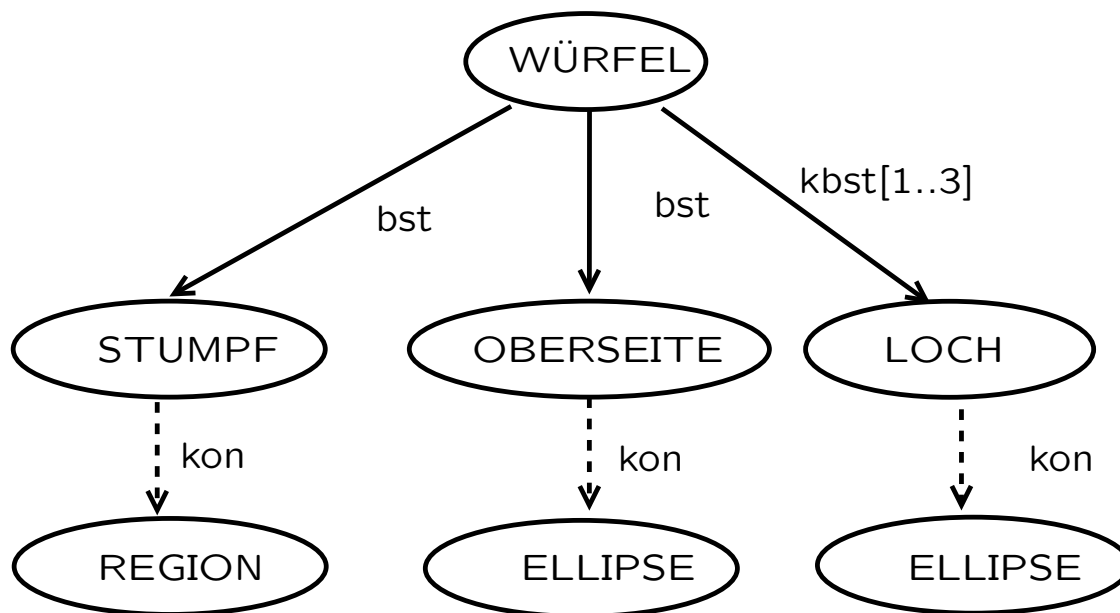 WÜRFEL
kbst[1..3]
bst
bst
STUMPF
OBERSEITE
LOCH
kon
kon
kon
REGION
ELLIPSE
ELLIPSE